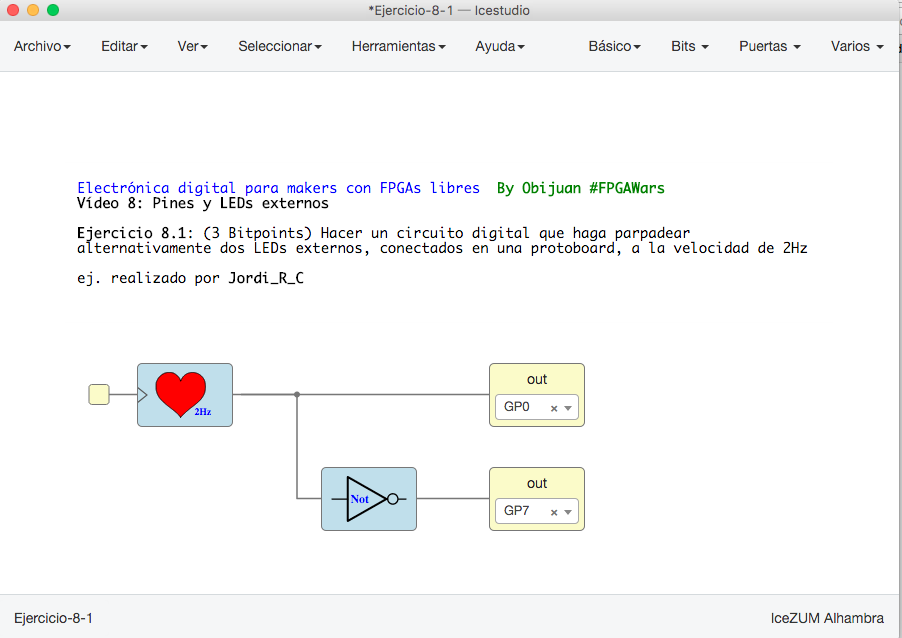 *Ejercicio-8-1 — Icestudio
Archivo Editar Ver Seleccionar Herramientas Ayuda Básico Bits Puertas Varios
Electrónica digital para makers con FPGAs libres By Obijuan #FPGAWars
Vídeo 8: Pines y LEDs externos
Ejercicio 8.1: (3 Bitpoints) Hacer un circuito digital que haga parpadear
alternativamente dos LEDs externos, conectados en una protoboard, a la velocidad de 2Hz
ej. realizado por Jordi_R_C
2Hz
out
GP0
Not
out
GP7
Ejercicio-8-1
IceZUM Alhambra